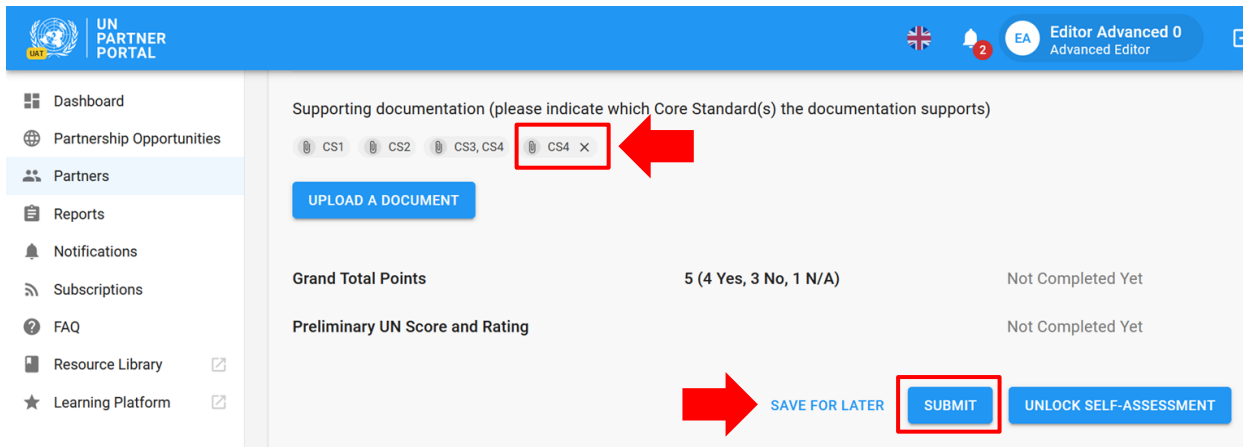 UN
PARTNER
PORTAL
UAT
2
EA
Editor Advanced 0
Advanced Editor
Dashboard
Partnership Opportunities
Partners
Reports
Notifications
Subscriptions
FAQ
Resource Library
Learning Platform
Supporting documentation (please indicate which Core Standard(s) the documentation supports)
CS1 CS2 CS3, CS4 CS4
UPLOAD A DOCUMENT
Grand Total Points 5 (4 Yes, 3 No, 1 N/A) Not Completed Yet
Preliminary UN Score and Rating Not Completed Yet
SAVE FOR LATER SUBMIT UNLOCK SELF-ASSESSMENT